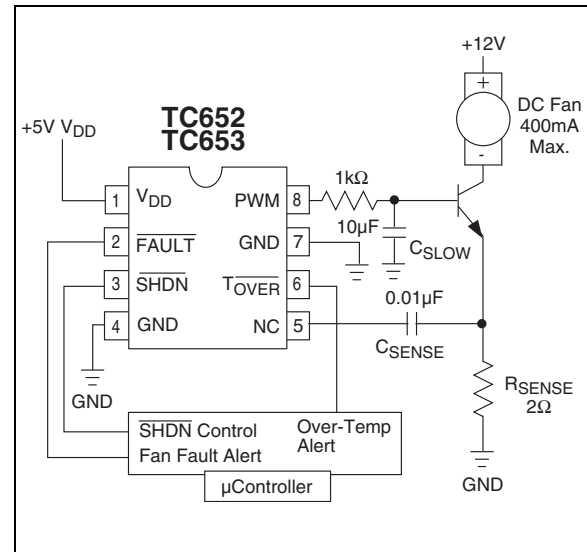 +12V
+
DC Fan
400mA
Max.
-
+5V VDD
TC652
TC653
1kΩ
1 VDD PWM 8
10µF
CSLOW
2 FAULT GND 7
3 SHDN TOVER 6
0.01µF
4 GND NC 5
CSENSE
GND
RSENSE
2Ω
SHDN Control Over-Temp
Fan Fault Alert Alert
µController
GND